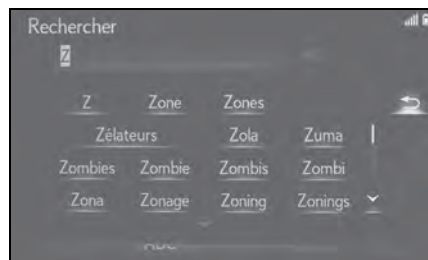 Rechercher
Z
Z Zone Zones
Zélateurs Zola Zuma
Zombies Zombie Zombis Zombi
Zona Zonage Zoning Zonings